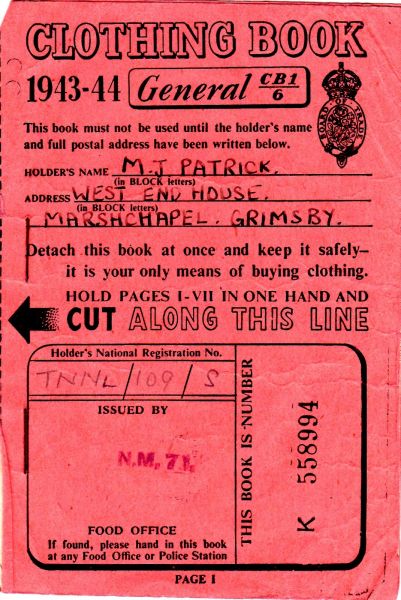 CLOTHING BOOK
1943-44 General CB1/6
BOARD OF TRADE
This book must not be used until the holder's name
and full postal address have been written below.
HOLDER'S NAME M. J PATRICK.
(in BLOCK letters)
ADDRESS WEST END HOUSE.
(in BLOCK letters)
MARSHCHAPEL. GRIMSBY.
Detach this book at once and keep it safely—
it is your only means of buying clothing.
HOLD PAGES I-VII IN ONE HAND AND
CUT ALONG THIS LINE
Holder's National Registration No.
TNNL/109/5
ISSUED BY
N.M. 71.
FOOD OFFICE
If found, please hand in this book
at any Food Office or Police Station
THIS BOOK IS NUMBER
K 558994
PAGE I